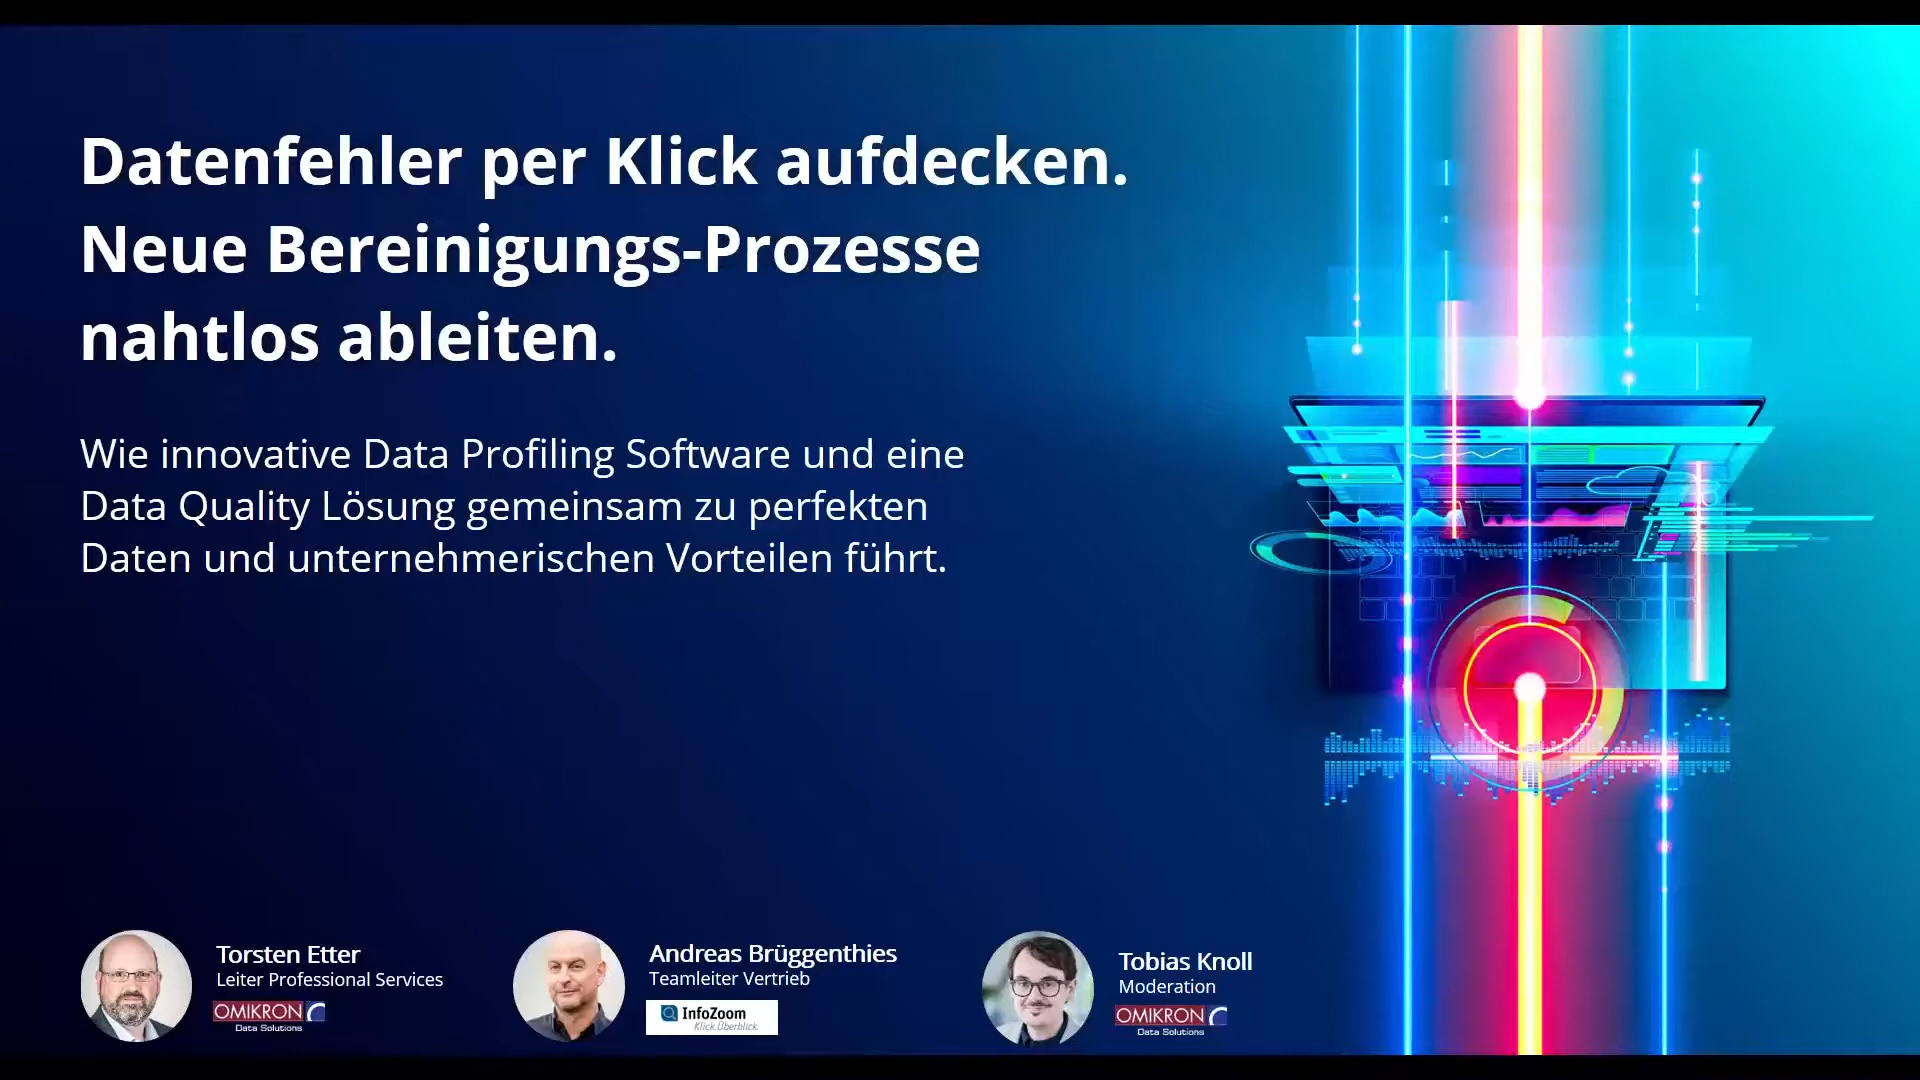 Datenfehler per Klick aufdecken.
Neue Bereinigungs-Prozesse
nahtlos ableiten.
Wie innovative Data Profiling Software und eine
Data Quality Lösung gemeinsam zu perfekten
Daten und unternehmerischen Vorteilen führt.
Torsten Etter
Leiter Professional Services
OMIKRON
Data Solutions
Andreas Brüggenthies
Teamleiter Vertrieb
InfoZoom
Klick.Überblick.
Tobias Knoll
Moderation
OMIKRON
Data Solutions